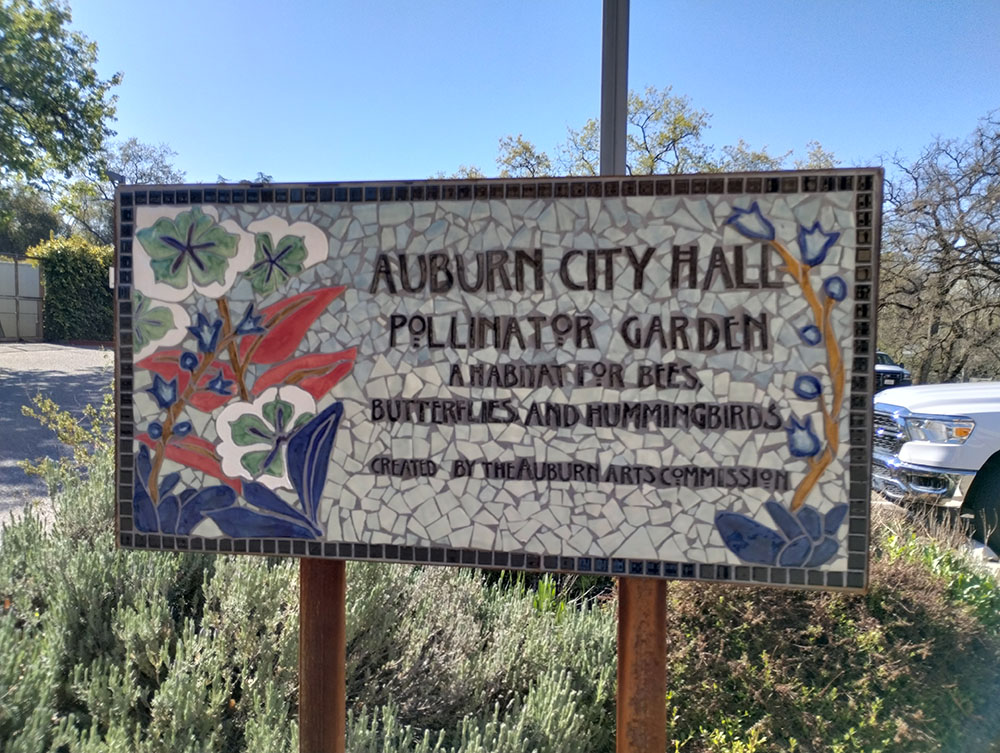 AUBURN CITY HALL
POLLINATOR GARDEN
A HABITAT FOR BEES,
BUTTERFLIES, AND HUMMINGBIRDS
CREATED BY THE AUBURN ARTS COMMISSION